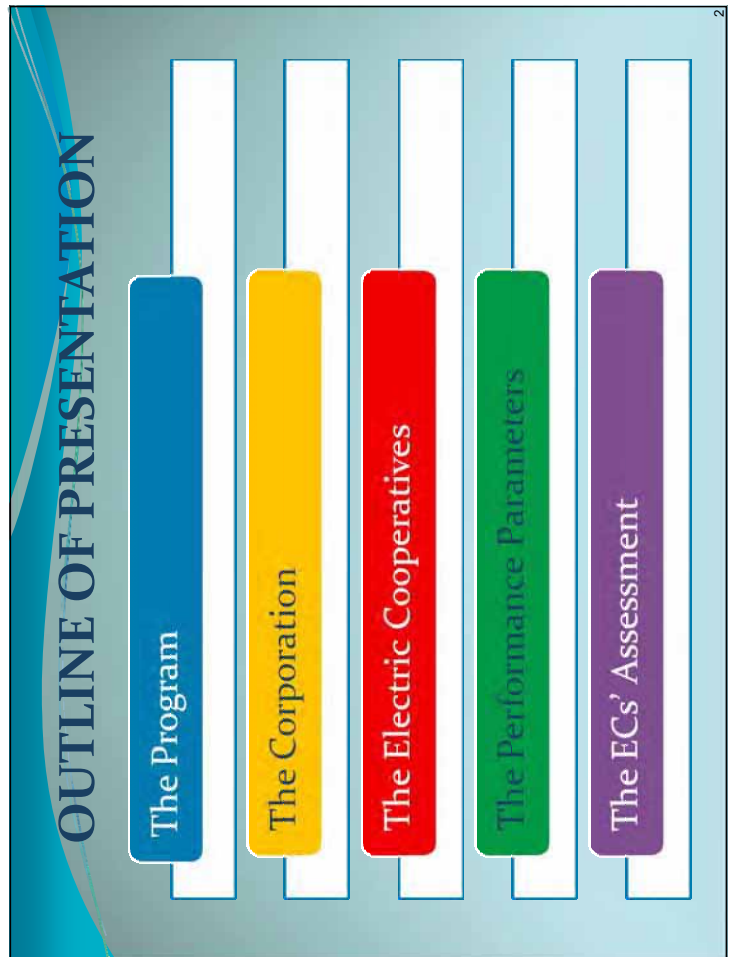 OUTLINE OF PRESENTATION
The Program
The Corporation
The Electric Cooperatives
The Performance Parameters
The ECs’ Assessment
2